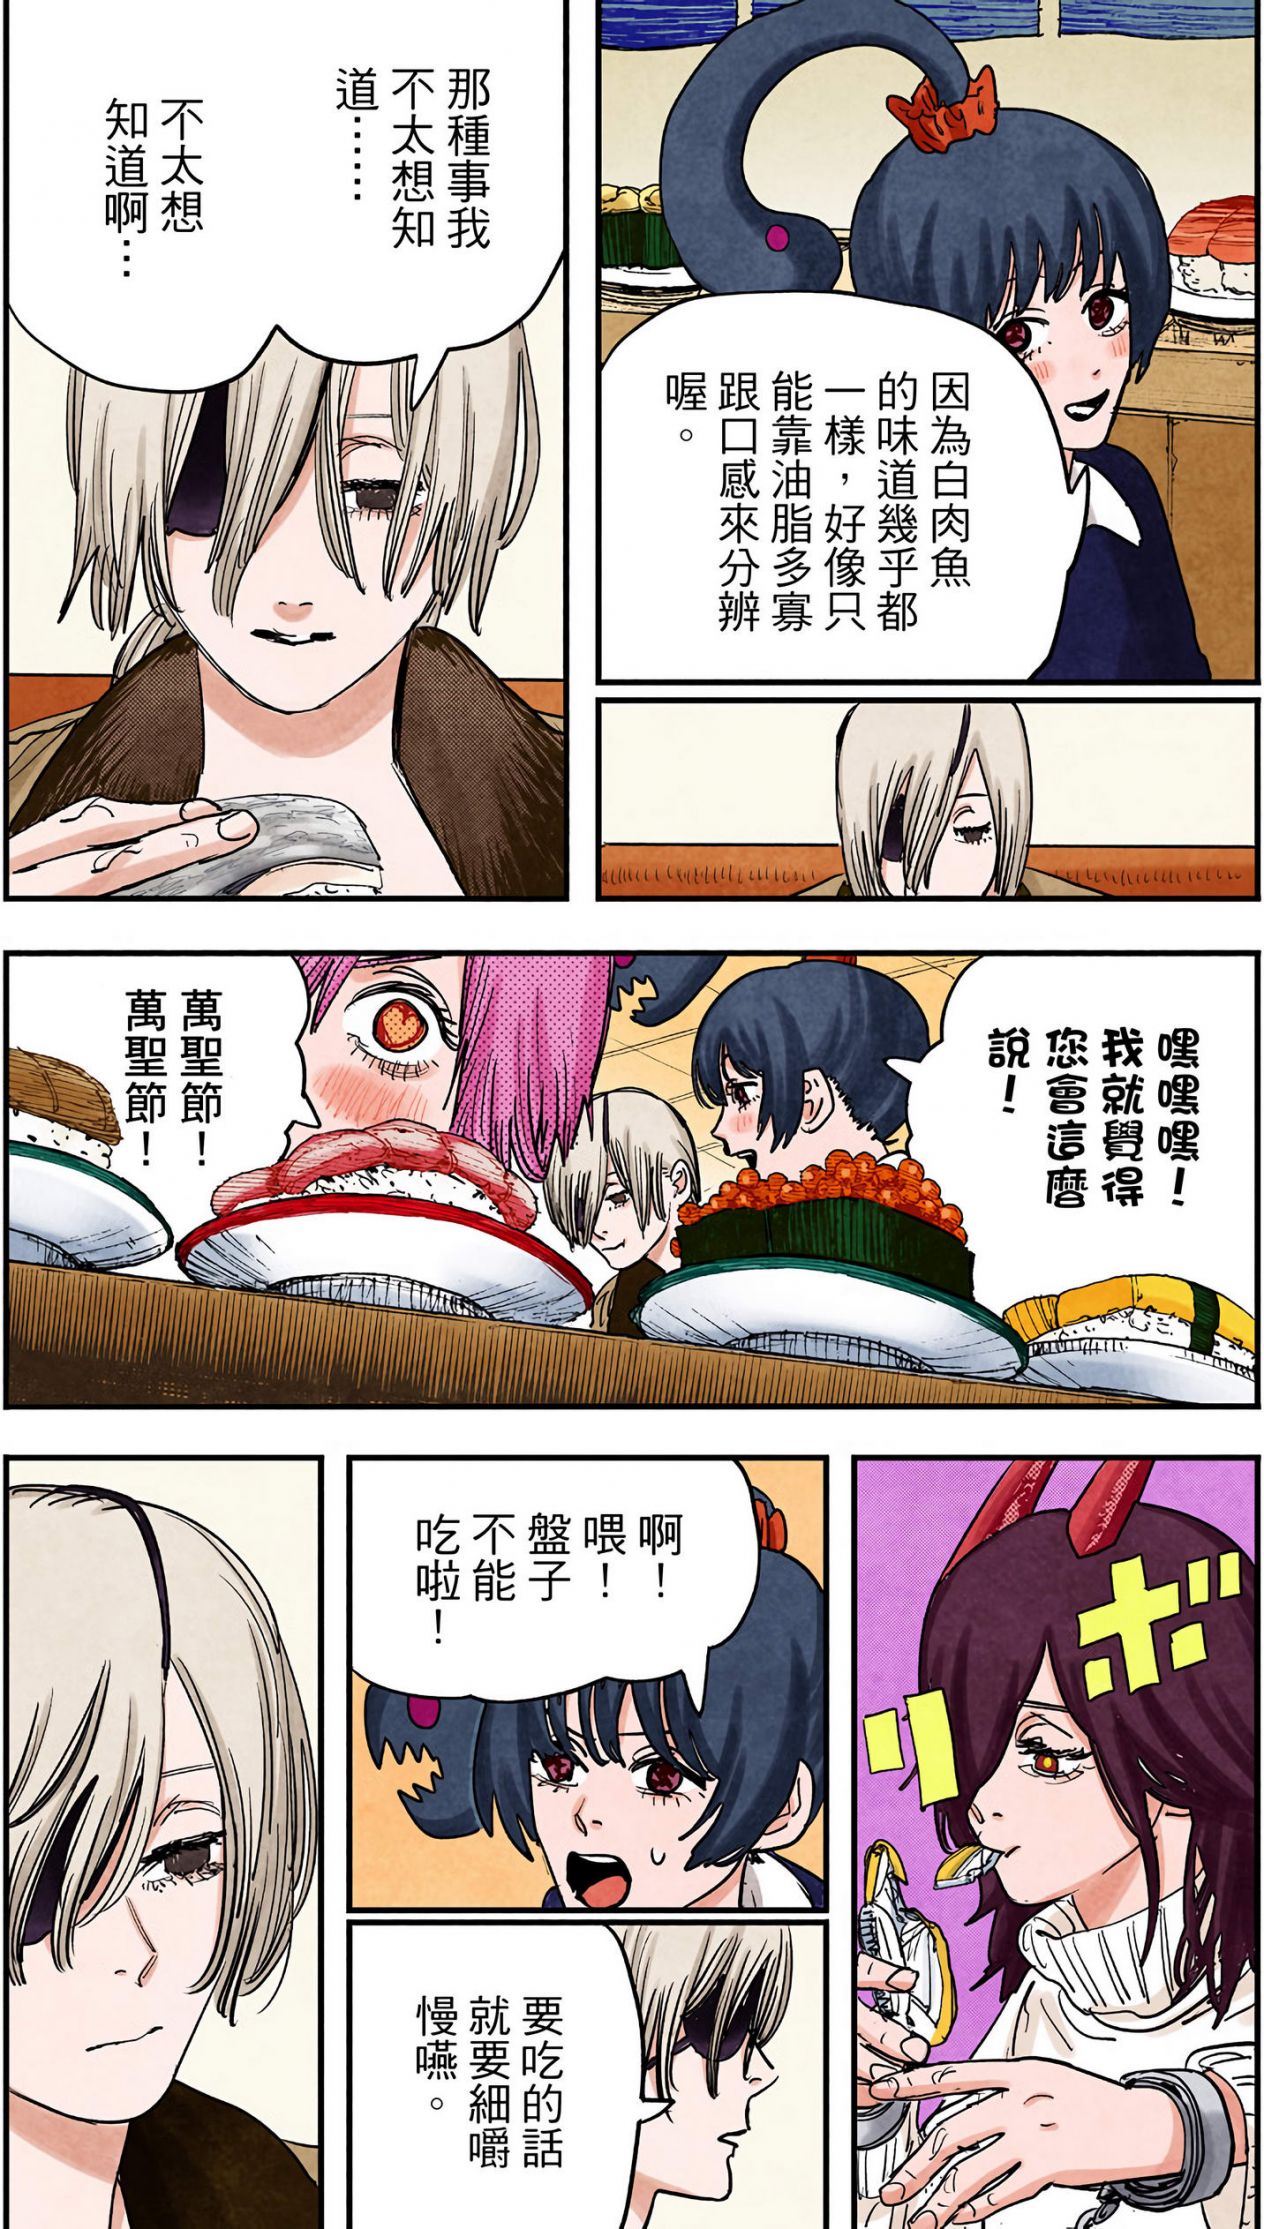 因為白肉魚
的味道幾乎都
一樣，好像只
能靠油脂多寡
跟口感來分辨
喔。
那種事我
不太想知
道……
不太想
知道啊…
嘿嘿嘿！
我就覺得
您會這麼
說！
萬聖節！
萬聖節！
ボリ
啊！
喂！
盤子
不能
吃啦！
要吃的話
就要細嚼
慢嚥。